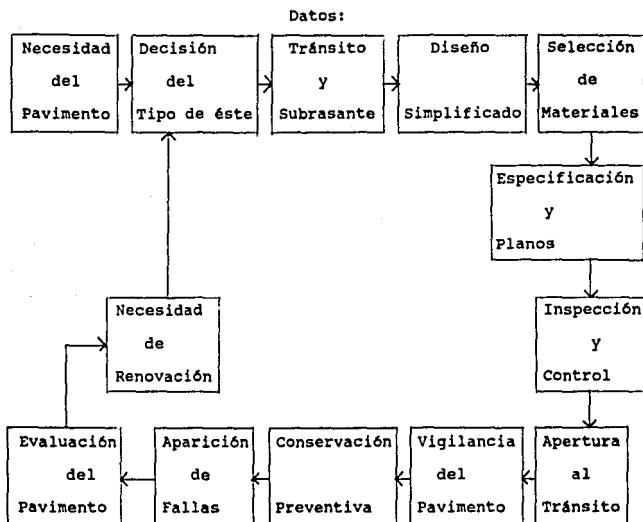 Datos:
Necesidad
del
Pavimento
Decisión
del
Tipo de éste
Tránsito
y
Subrasante
Diseño
Simplificado
Selección
de
Materiales
Especificación
y
Planos
Inspección
y
Control
Apertura
al
Tránsito
Vigilancia
del
Pavimento
Conservación
Preventiva
Aparición
de
Fallas
Evaluación
del
Pavimento
Necesidad
de
Renovación